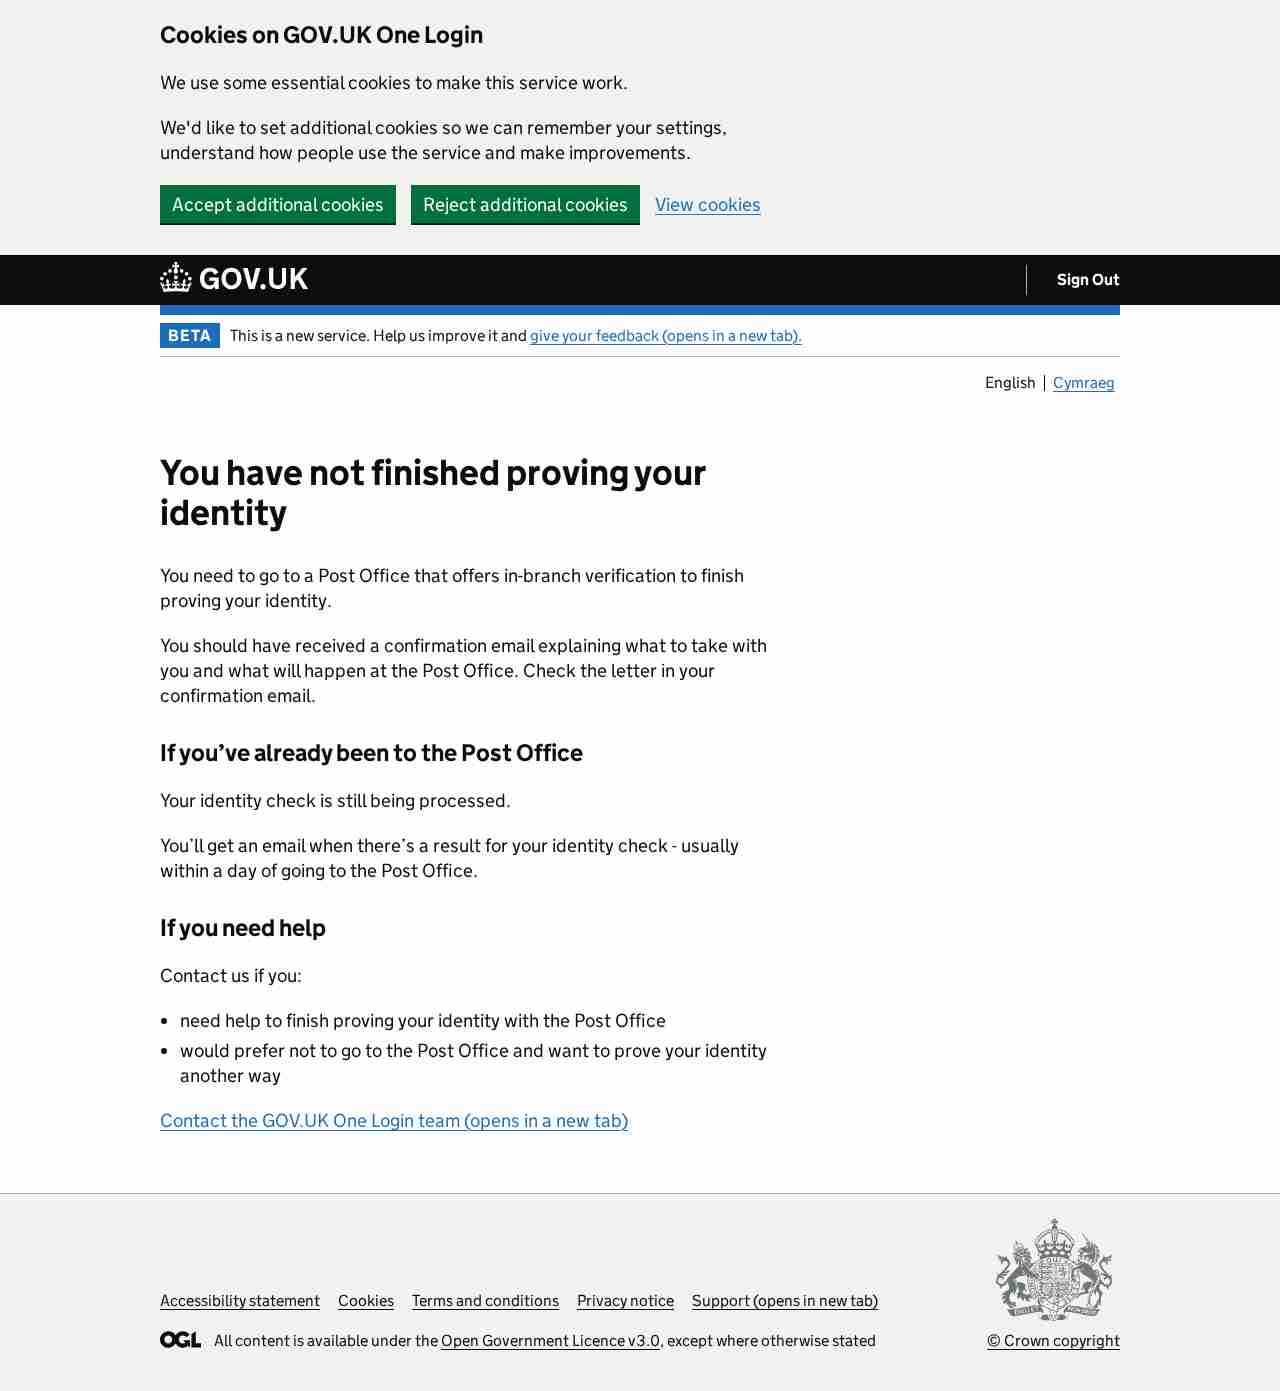 Cookies on GOV.UK One Login
We use some essential cookies to make this service work.
We'd like to set additional cookies so we can remember your settings,
understand how people use the service and make improvements.
Accept additional cookies
Reject additional cookies
View cookies
GOV.UK
Sign Out
BETA
This is a new service. Help us improve it and give your feedback (opens in a new tab).
English
Cymraeg
You have not finished proving your
identity
You need to go to a Post Office that offers in-branch verification to finish
proving your identity.
You should have received a confirmation email explaining what to take with
you and what will happen at the Post Office. Check the letter in your
confirmation email.
If you’ve already been to the Post Office
Your identity check is still being processed.
You’ll get an email when there’s a result for your identity check - usually
within a day of going to the Post Office.
If you need help
Contact us if you:
• need help to finish proving your identity with the Post Office
• would prefer not to go to the Post Office and want to prove your identity
another way
Contact the GOV.UK One Login team (opens in a new tab)
Accessibility statement
Cookies
Terms and conditions
Privacy notice
Support (opens in new tab)
OGL
All content is available under the Open Government Licence v3.0, except where otherwise stated
© Crown copyright